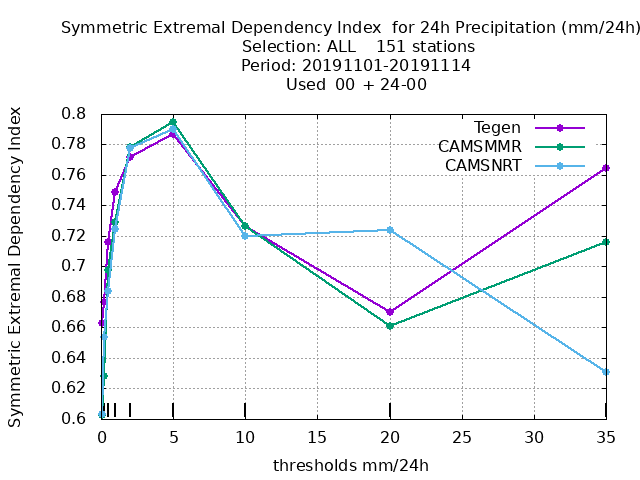 Symmetric Extremal Dependency Index  for 24h Precipitation (mm/24h)
Selection: ALL    151 stations
Period: 20191101-20191114
Used  00  + 24-00
Symmetric Extremal Dependency Index
0.8
0.78
0.76
0.74
0.72
0.7
0.68
0.66
0.64
0.62
0.6
Tegen
CAMSMMR
CAMSNRT
0 5 10 15 20 25 30 35
thresholds mm/24h